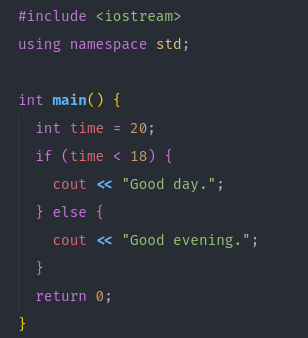 #include <iostream>
using namespace std;

int main() {
  int time = 20;
  if (time < 18) {
    cout << "Good day.";
  } else {
    cout << "Good evening.";
  }
  return 0;
}